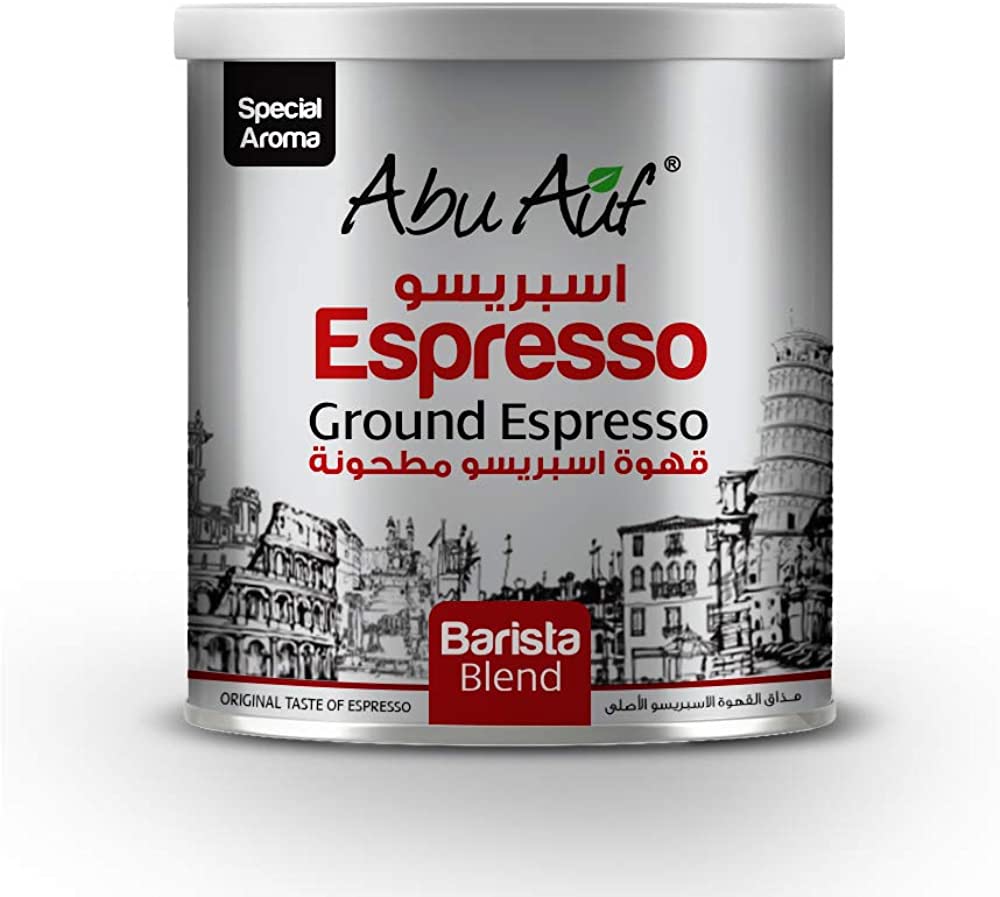 Special
Aroma
Abu Auf®
اسبريسو
Espresso
Ground Espresso
قهوة اسبريسو مطحونة
Barista
Blend
ORIGINAL TASTE OF ESPRESSO
مذاق القهوة الاسبريسو الأصلى